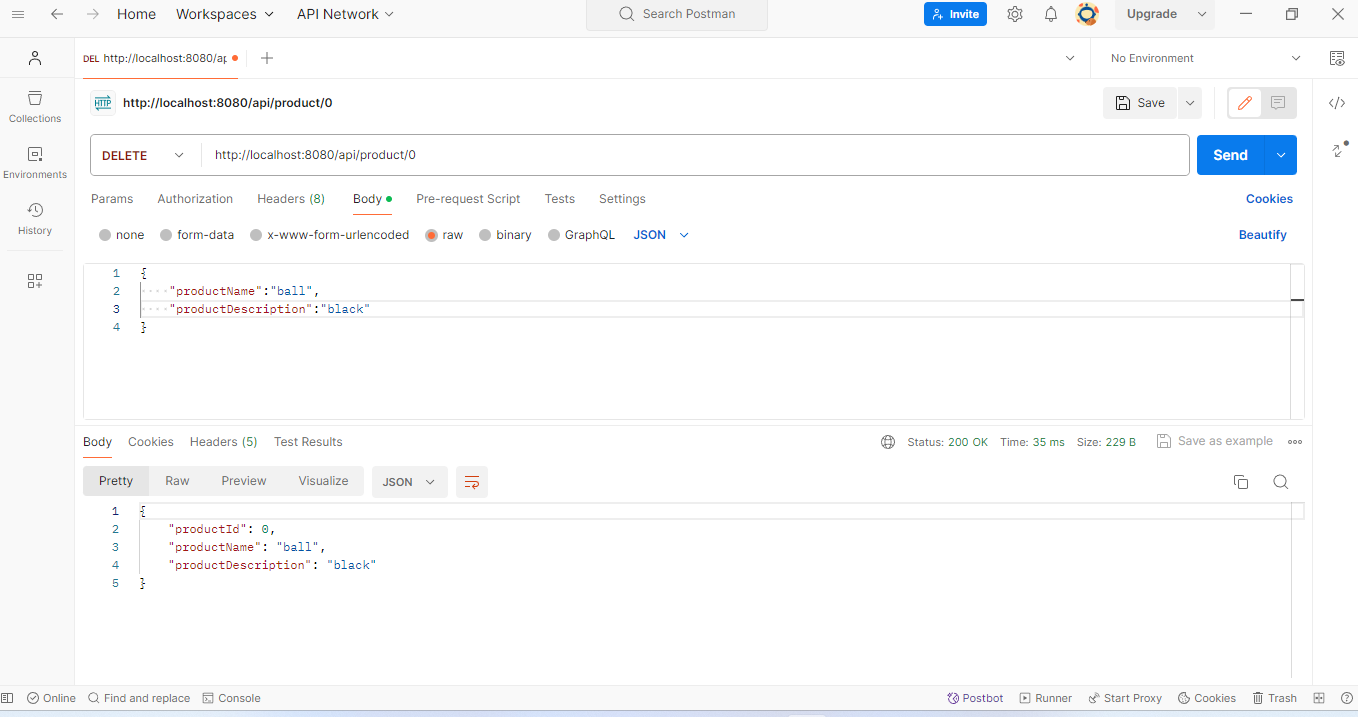 Home Workspaces API Network Search Postman Invite Upgrade
DEL http://localhost:8080/ap No Environment
HTTP http://localhost:8080/api/product/0 Save
Collections
DELETE http://localhost:8080/api/product/0 Send
Environments
Params Authorization Headers (8) Body Pre-request Script Tests Settings Cookies
History
none form-data x-www-form-urlencoded raw binary GraphQL JSON Beautify
1 {
2 "productName":"ball",
3 "productDescription":"black"
4 }
Body Cookies Headers (5) Test Results Status: 200 OK Time: 35 ms Size: 229 B Save as example
Pretty Raw Preview Visualize JSON
1 {
2 "productId": 0,
3 "productName": "ball",
4 "productDescription": "black"
5 }
Online Find and replace Console Postbot Runner Start Proxy Cookies Trash